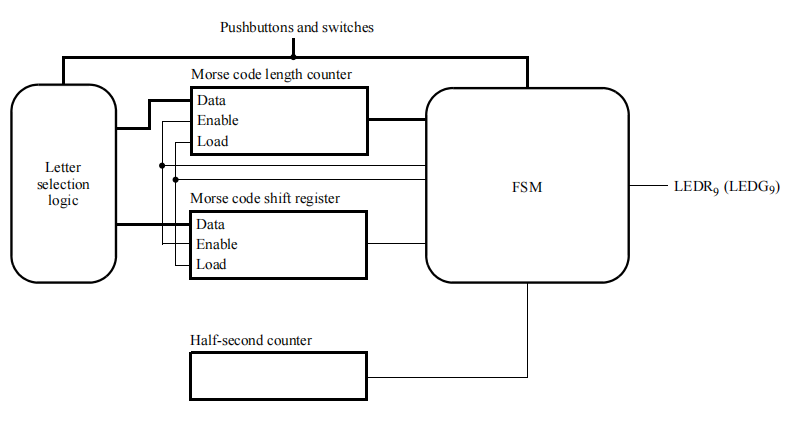 Pushbuttons and switches
Morse code length counter
Data
Enable
Load
Letter
selection
logic
FSM
LEDR9 (LEDG9)
Morse code shift register
Data
Enable
Load
Half-second counter